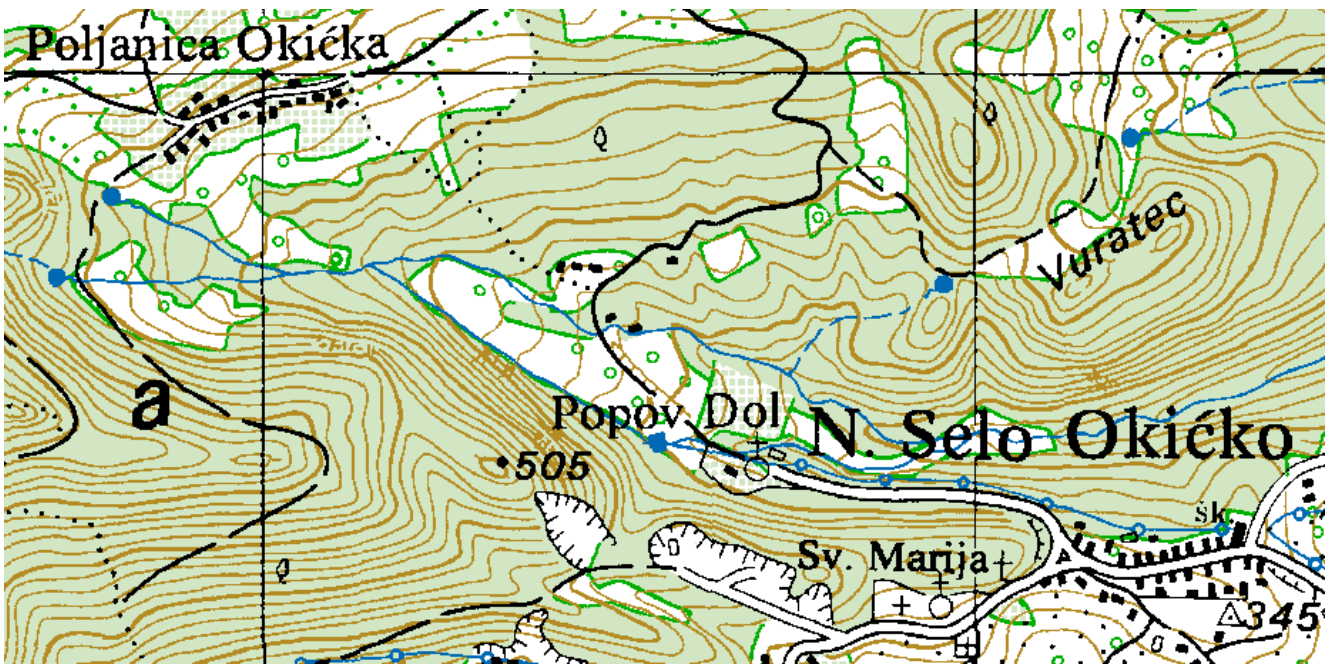 Poljanica Okićka
Vuratec
a
Popov Dol
N. Selo Okićko
505
šk
Sv. Marija
345